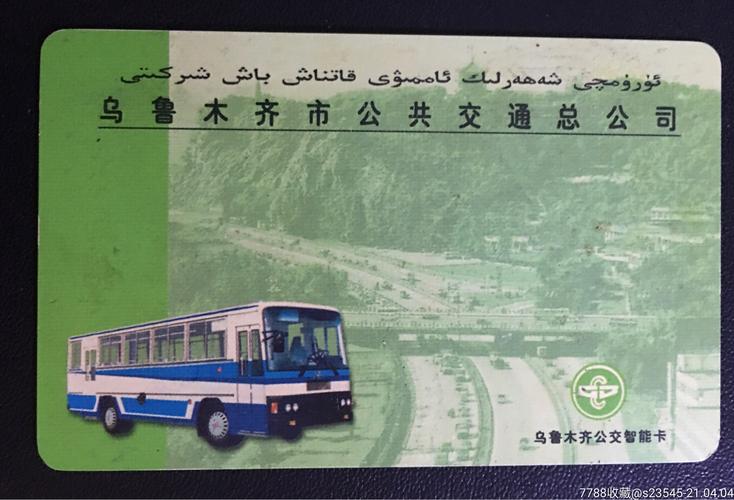 ئۈرۈمچى شەھەرلىك ئاممىۋى قاتناش باش شىركىتى
乌鲁木齐市公共交通总公司
乌鲁木齐公交智能卡
7788收藏@s23545-21.04.04